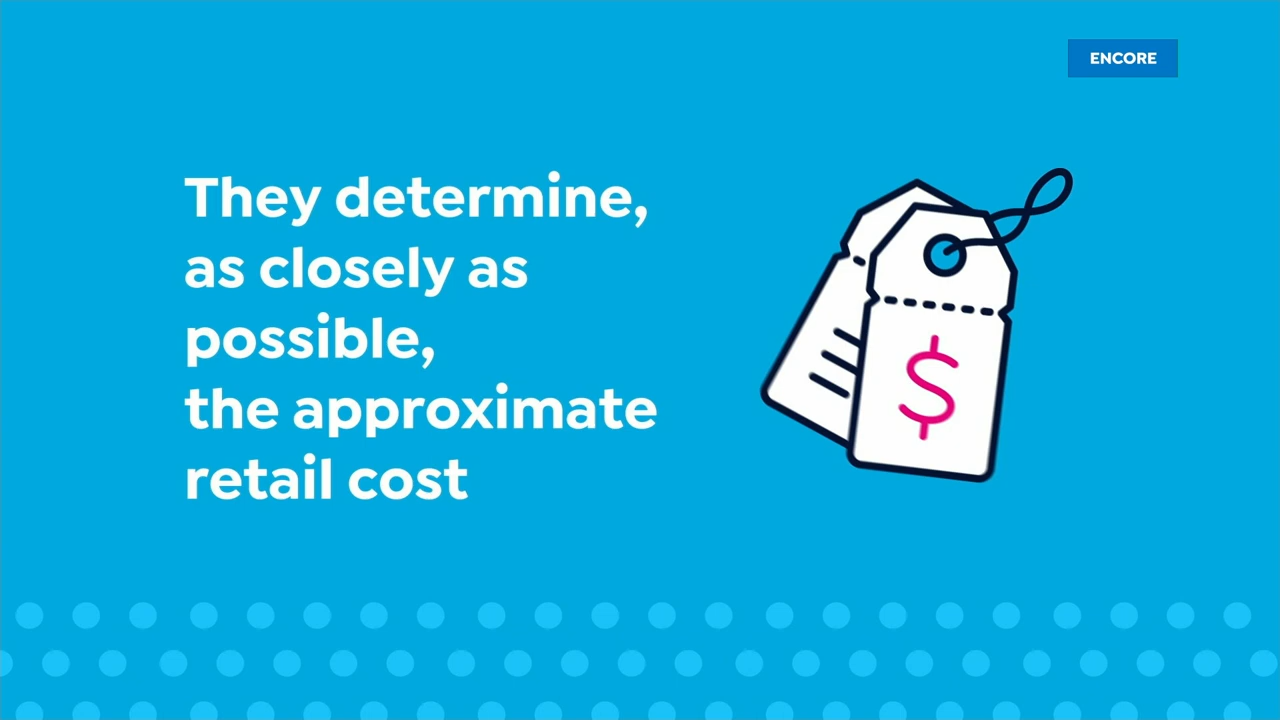 ENCORE
They determine,
as closely as
possible,
the approximate
retail cost
$